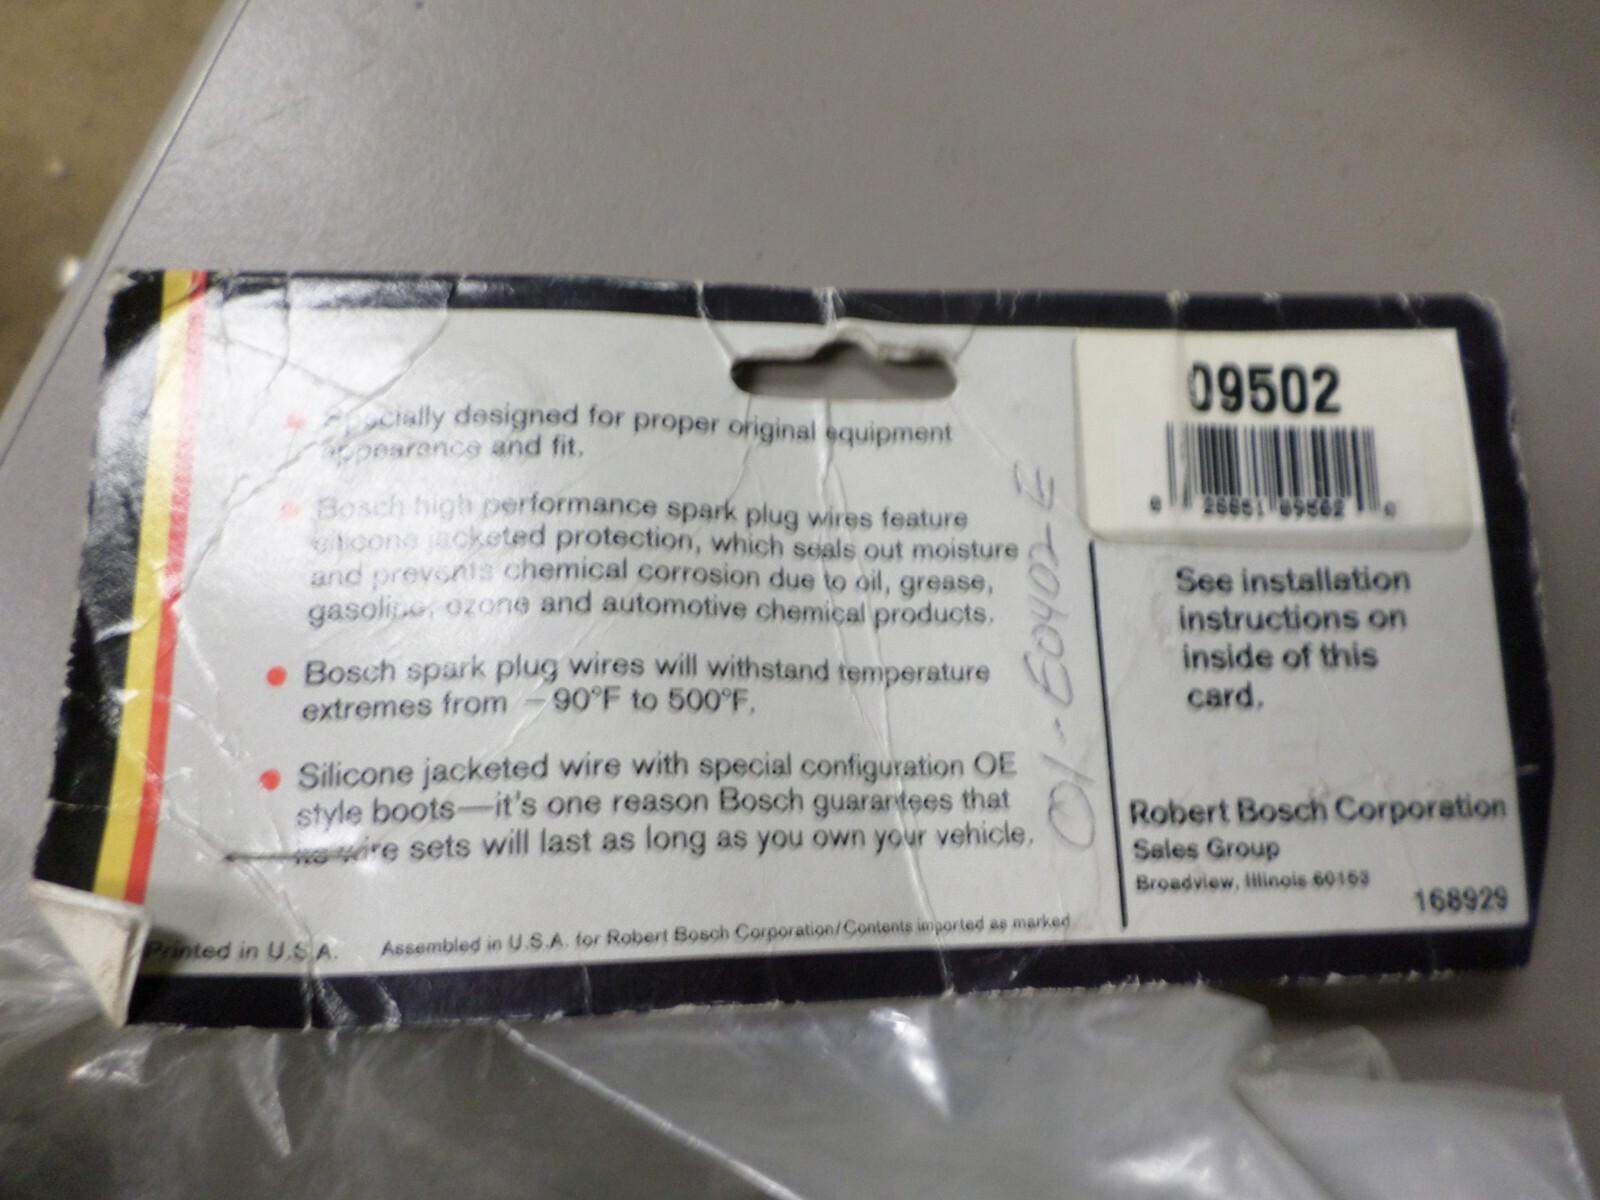 Specially designed for proper original equipment
appearance and fit.
Bosch high performance spark plug wires feature
silicone jacketed protection, which seals out moisture
and prevents chemical corrosion due to oil, grease,
gasoline, ozone and automotive chemical products.
Bosch spark plug wires will withstand temperature
extremes from –90°F to 500°F.
Silicone jacketed wire with special configuration OE
style boots—it's one reason Bosch guarantees that
its wire sets will last as long as you own your vehicle.
Printed in U.S.A. Assembled in U.S.A. for Robert Bosch Corporation/Contents imported as marked
01-E0402-E
09502
See installation
instructions on
inside of this
card.
Robert Bosch Corporation
Sales Group
Broadview, Illinois 60153
168929